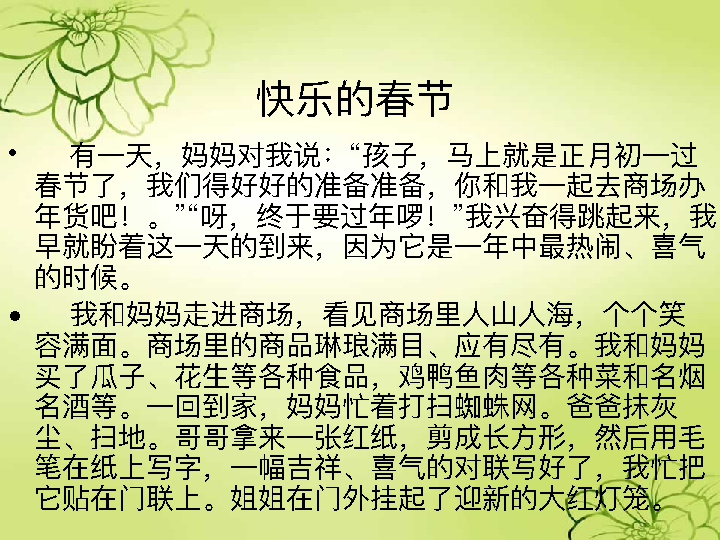 快乐的春节
• 有一天，妈妈对我说：“孩子，马上就是正月初一过
春节了，我们得好好的准备准备，你和我一起去商场办
年货吧！。”“呀，终于要过年啰！”我兴奋得跳起来，我
早就盼着这一天的到来，因为它是一年中最热闹、喜气
的时候。
• 我和妈妈走进商场，看见商场里人山人海，个个笑
容满面。商场里的商品琳琅满目、应有尽有。我和妈妈
买了瓜子、花生等各种食品，鸡鸭鱼肉等各种菜和名烟
名酒等。一回到家，妈妈忙着打扫蜘蛛网。爸爸抹灰
尘、扫地。哥哥拿来一张红纸，剪成长方形，然后用毛
笔在纸上写字，一幅吉祥、喜气的对联写好了，我忙把
它贴在门联上。姐姐在门外挂起了迎新的大红灯笼。